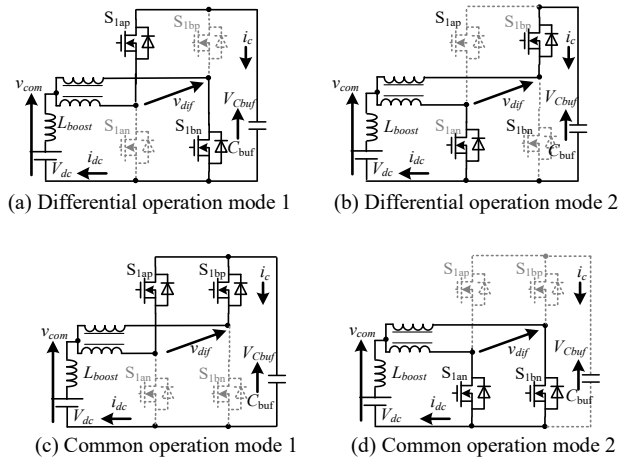 S1ap
S1bp
ic
vcom
Lboost
vdif
VCbuf
S1an
S1bn
Cbuf
Vdc
idc
(a) Differential operation mode 1
S1ap
S1bp
ic
vcom
Lboost
vdif
VCbuf
S1an
S1bn
Cbuf
Vdc
idc
(b) Differential operation mode 2
S1ap
S1bp
ic
vcom
Lboost
vdif
VCbuf
S1an
S1bn
Cbuf
Vdc
idc
(c) Common operation mode 1
S1ap
S1bp
ic
vcom
Lboost
vdif
VCbuf
S1an
S1bn
Cbuf
Vdc
idc
(d) Common operation mode 2